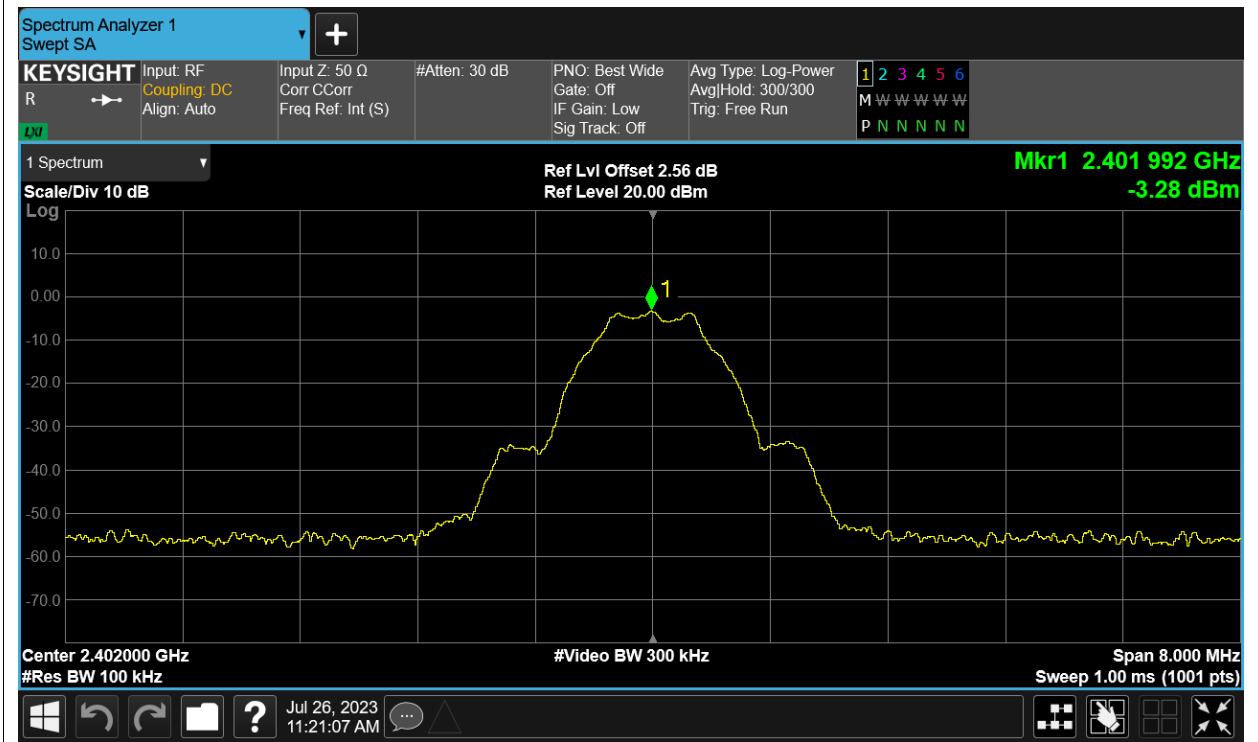 Spectrum Analyzer 1
Swept SA
+
KEYSIGHT
R
LXI
Input: RF
Coupling: DC
Align: Auto
Input Z: 50 Ω
Corr CCorr
Freq Ref: Int (S)
#Atten: 30 dB
PNO: Best Wide
Gate: Off
IF Gain: Low
Sig Track: Off
Avg Type: Log-Power
Avg|Hold: 300/300
Trig: Free Run
1 2 3 4 5 6
M W W W W W
P N N N N N
1 Spectrum
Scale/Div 10 dB
Log
Ref Lvl Offset 2.56 dB
Ref Level 20.00 dBm
Mkr1 2.401 992 GHz
-3.28 dBm
10.0
0.00
-10.0
-20.0
-30.0
-40.0
-50.0
-60.0
-70.0
1
Center 2.402000 GHz
#Res BW 100 kHz
#Video BW 300 kHz
Span 8.000 MHz
Sweep 1.00 ms (1001 pts)
?
Jul 26, 2023
11:21:07 AM